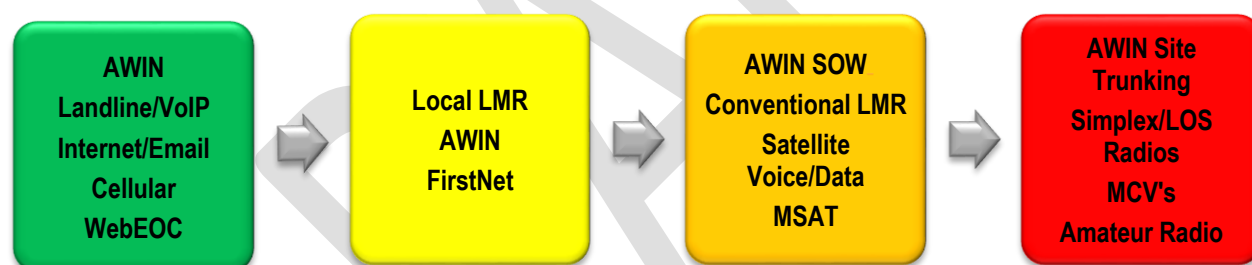 AWIN
Landline/VoIP
Internet/Email
Cellular
WebEOC
Local LMR
AWIN
FirstNet
AWIN SOW
Conventional LMR
Satellite
Voice/Data
MSAT
AWIN Site
Trunking
Simplex/LOS
Radios
MCV's
Amateur Radio